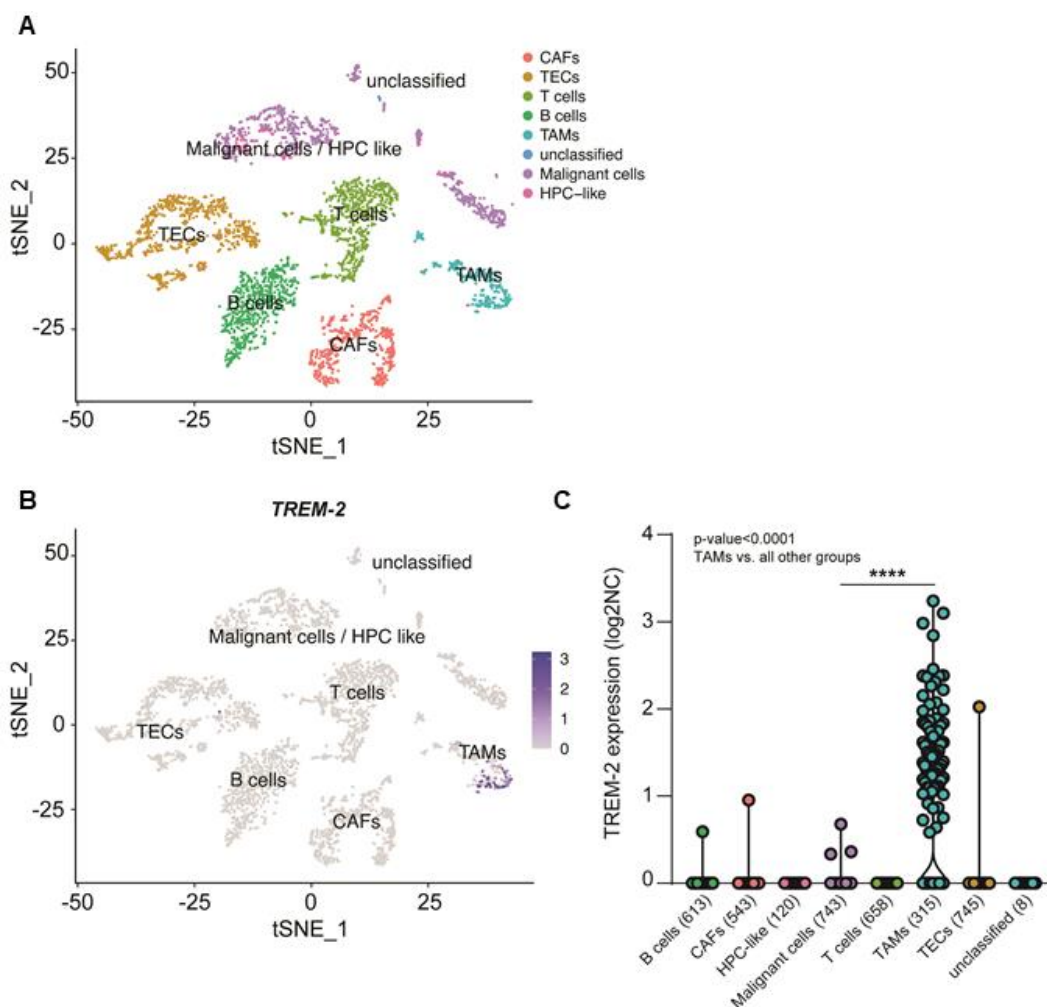 A
50
25
0
-25
-50
-25
0
25
tSNE_2
tSNE_1
unclassified
Malignant cells / HPC like
T cells
TECs
TAMs
B cells
CAFs
CAFs
TECs
T cells
B cells
TAMs
unclassified
Malignant cells
HPC-like
B
TREM-2
50
25
0
-25
-50
-25
0
25
tSNE_2
tSNE_1
unclassified
Malignant cells / HPC like
T cells
TECs
TAMs
B cells
CAFs
3
2
1
0
C
p-value<0.0001
TAMs vs. all other groups
****
4
3
2
1
0
TREM-2 expression (log2NC)
B cells (613)
CAFs (543)
HPC-like (120)
Malignant cells (743)
T cells (658)
TAMs (315)
TECs (745)
unclassified (8)